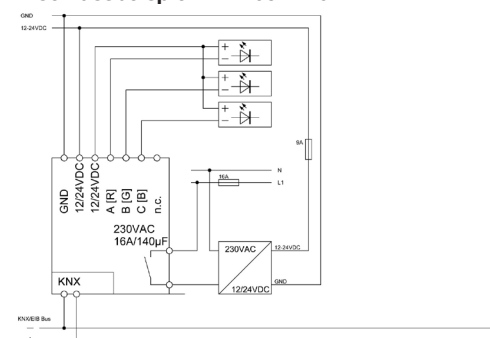 GND
12-24VDC
+
−
+
−
+
−
9A
N
16A
L1
GND
12/24VDC
12/24VDC
A [R]
B [G]
C [B]
n.c.
230VAC
16A/140µF
230VAC
12-24VDC
GND
12/24VDC
KNX
KNX/EIB Bus